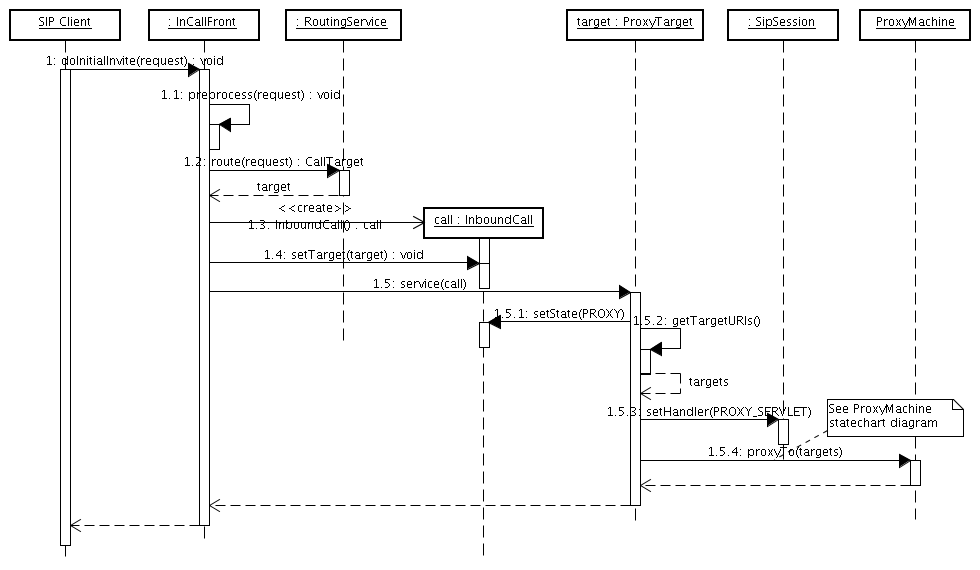 SIP Client
: InCallFront
: RoutingService
target : ProxyTarget
: SipSession
ProxyMachine
1: doInitialInvite(request) : void
1.1: preprocess(request) : void
1.2: route(request) : CallTarget
target
<<create>>
1.3: InboundCall() : call
call : InboundCall
1.4: setTarget(target) : void
1.5: service(call)
1.5.1: setState(PROXY)
1.5.2: getTargetURIs()
targets
1.5.3: setHandler(PROXY_SERVLET)
See ProxyMachine
statechart diagram
1.5.4: proxyTo(targets)